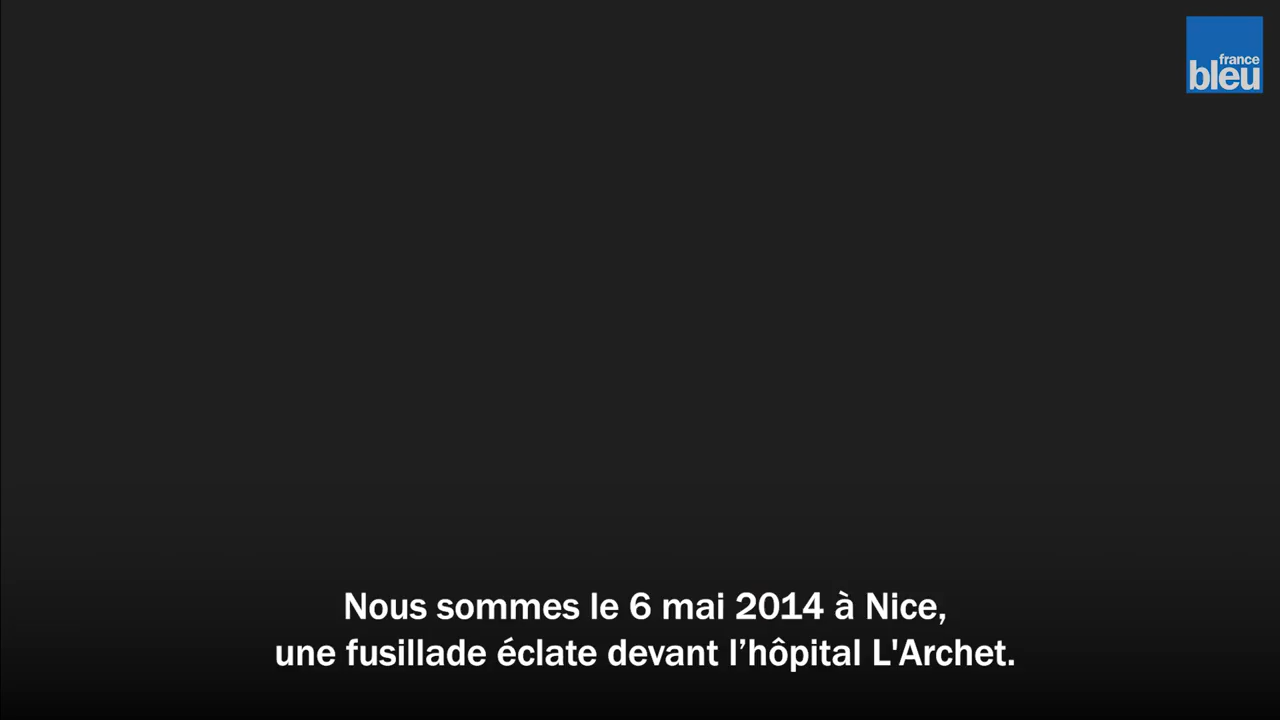 france
bleu
Nous sommes le 6 mai 2014 à Nice,
une fusillade éclate devant l’hôpital L'Archet.